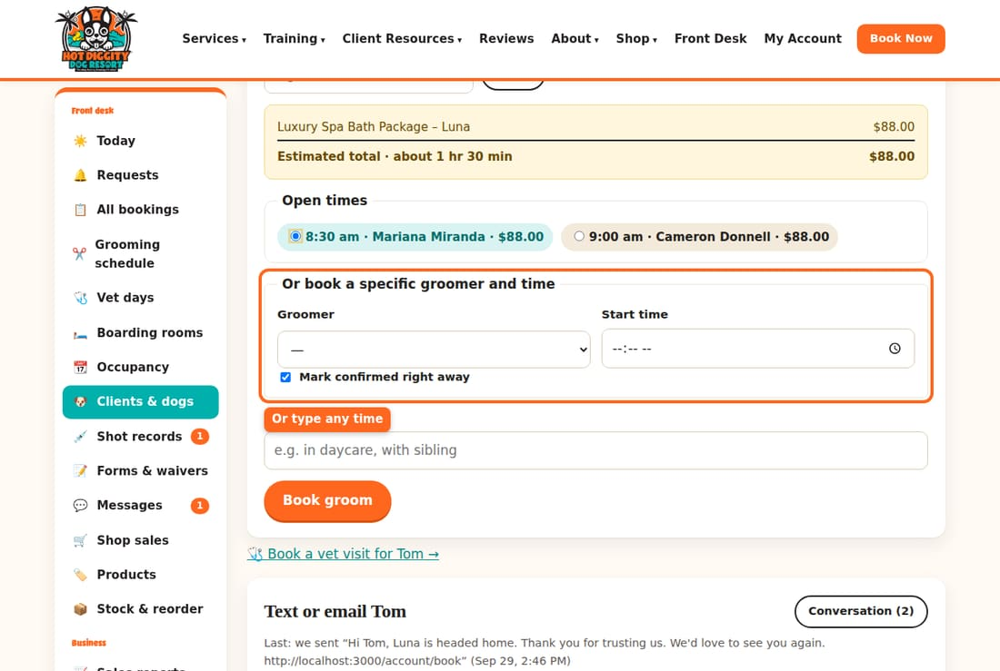 HOT DIGGITY
DOG RESORT
Services ▾ Training ▾ Client Resources ▾ Reviews About ▾ Shop ▾ Front Desk My Account Book Now
Front desk
Today
Requests
All bookings
Grooming
schedule
Vet days
Boarding rooms
Occupancy
Clients & dogs
Shot records 1
Forms & waivers
Messages 1
Shop sales
Products
Stock & reorder
Business
Luxury Spa Bath Package – Luna $88.00
Estimated total · about 1 hr 30 min $88.00
Open times
8:30 am · Mariana Miranda · $88.00 9:00 am · Cameron Donnell · $88.00
Or book a specific groomer and time
Groomer Start time
— --:-- --
Mark confirmed right away
Or type any time
e.g. in daycare, with sibling
Book groom
Book a vet visit for Tom →
Text or email Tom Conversation (2)
Last: we sent “Hi Tom, Luna is headed home. Thank you for trusting us. We'd love to see you again.
http://localhost:3000/account/book” (Sep 29, 2:46 PM)